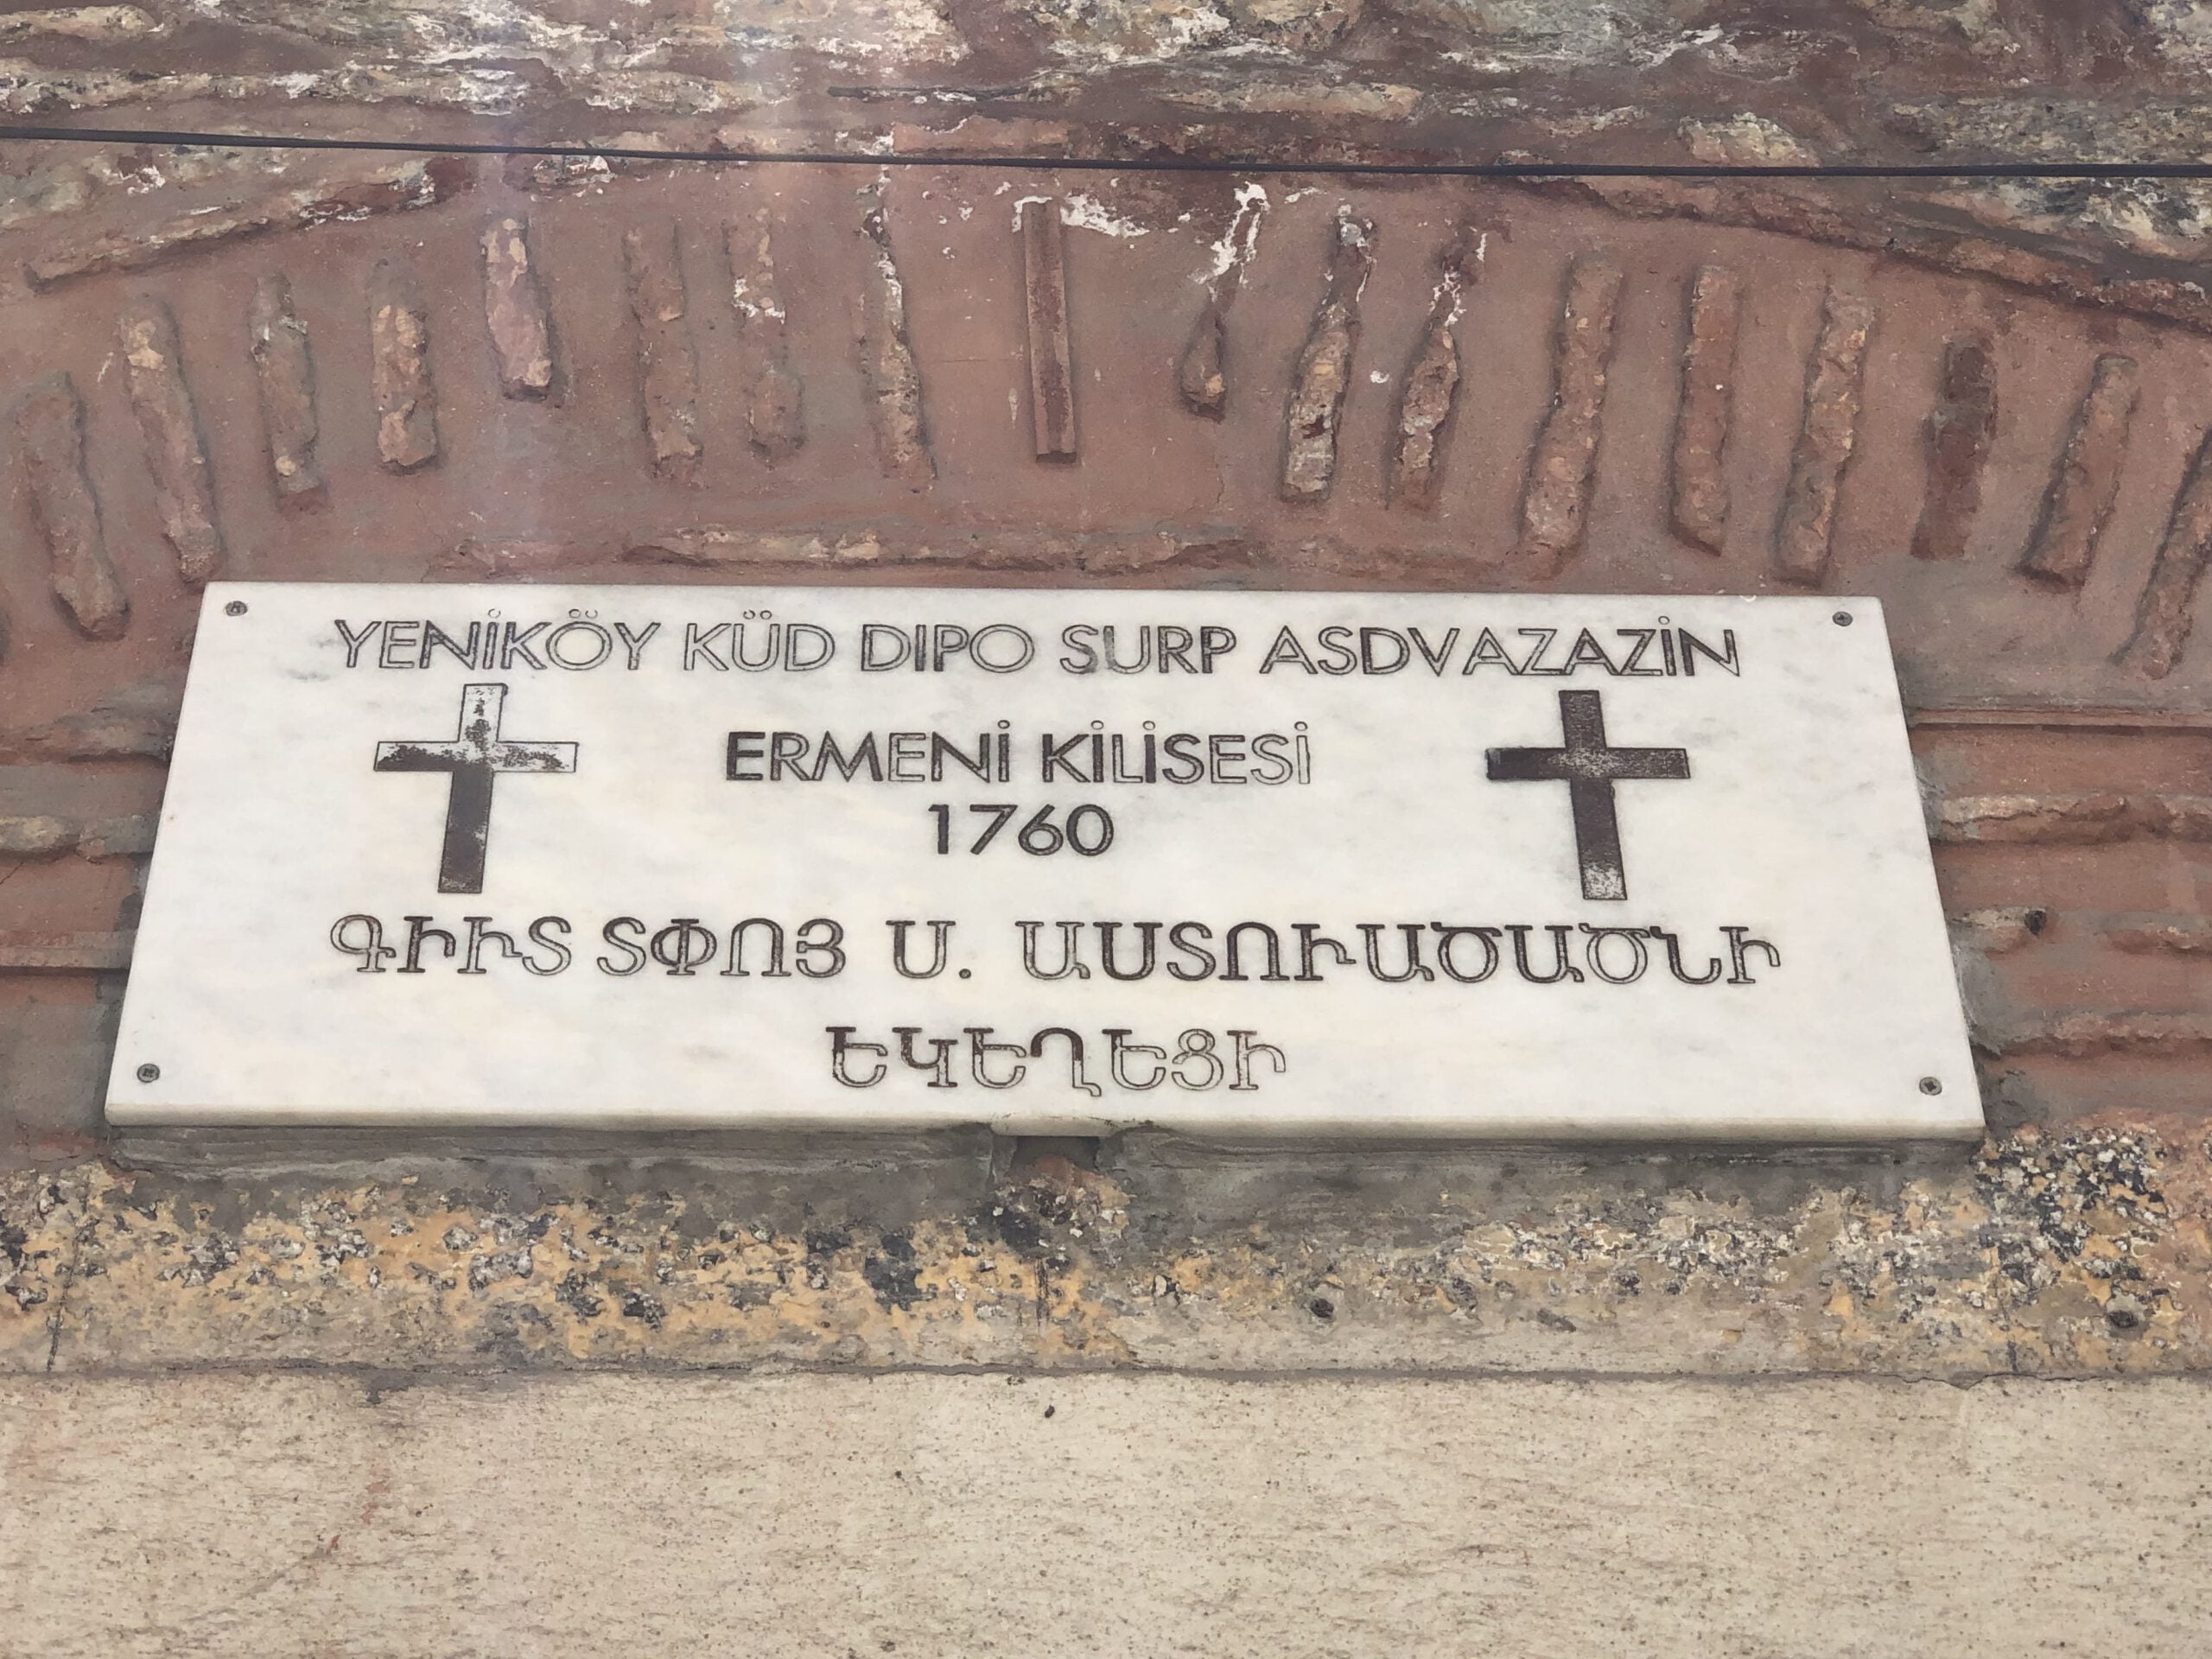 YENİKÖY KÜD DIPO SURP ASDVAZAZİN
ERMENİ KİLİSESİ
1760
ԳԻՒՏ ՏՓՈՅ Ս. ԱՍՏՈՒԱԾԱԾՆԻ
ԵԿԵՂԵՑԻ